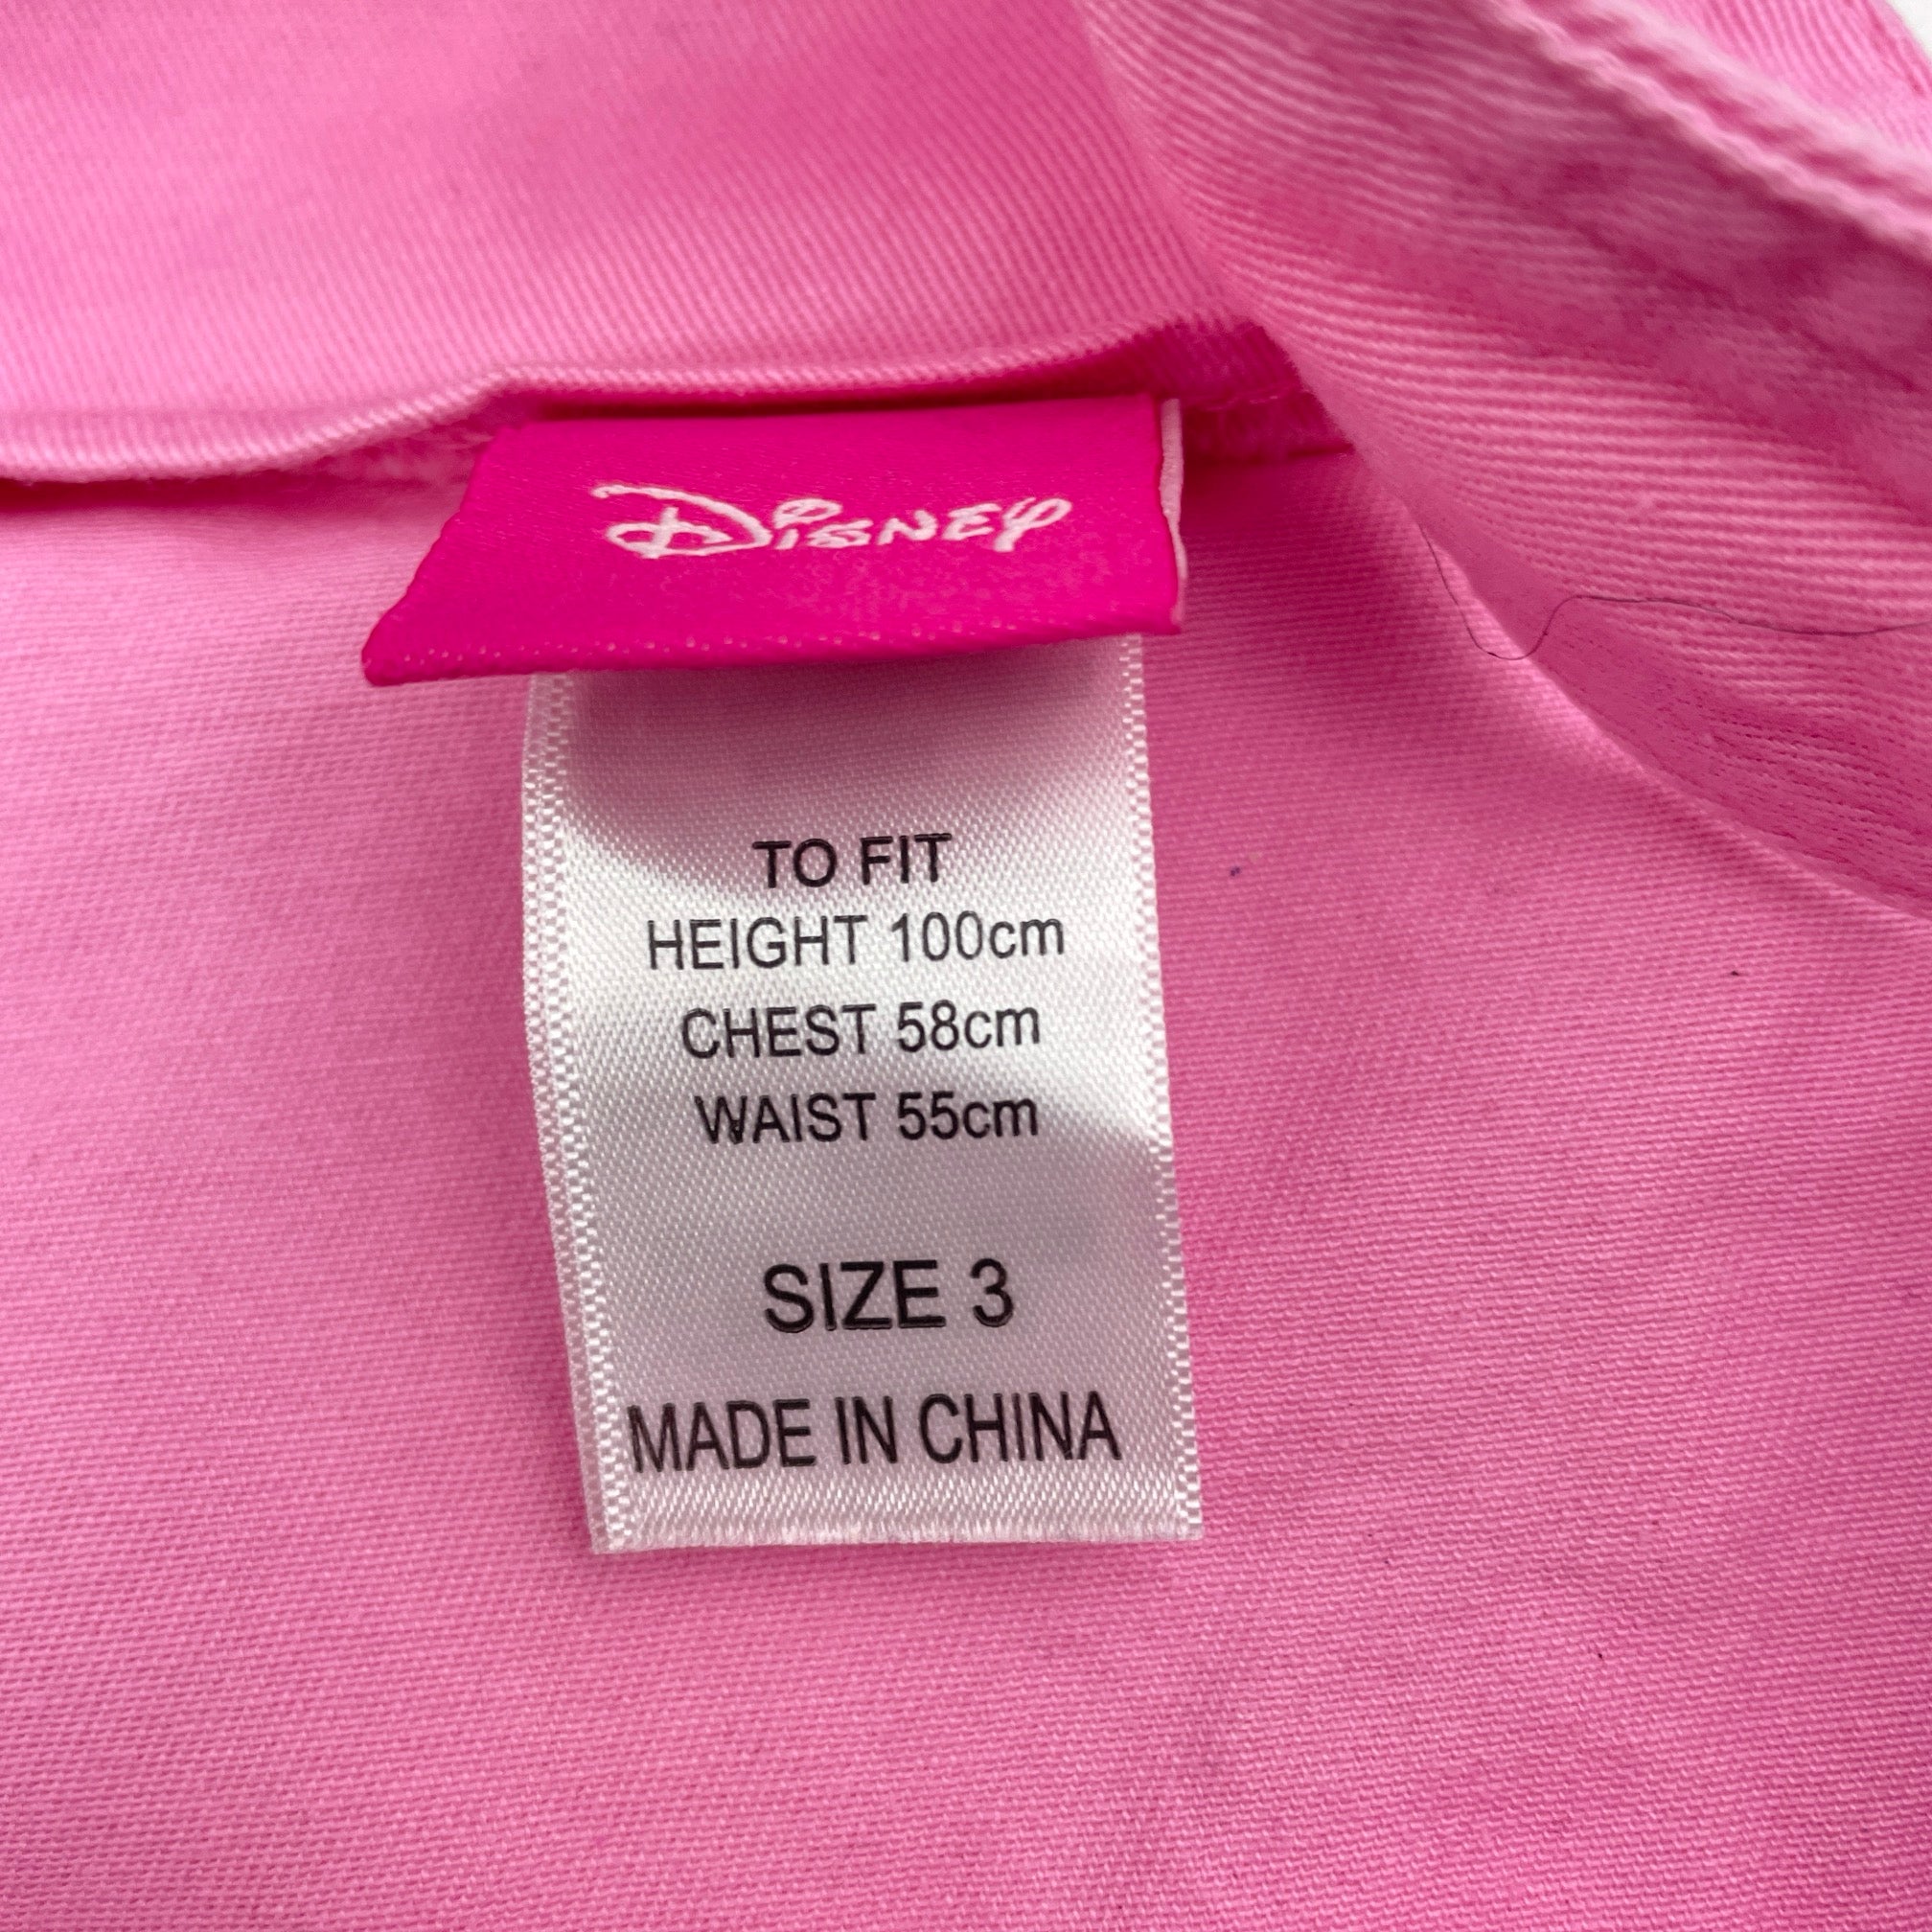 Disney
TO FIT
HEIGHT 100cm
CHEST 58cm
WAIST 55cm
SIZE 3
MADE IN CHINA